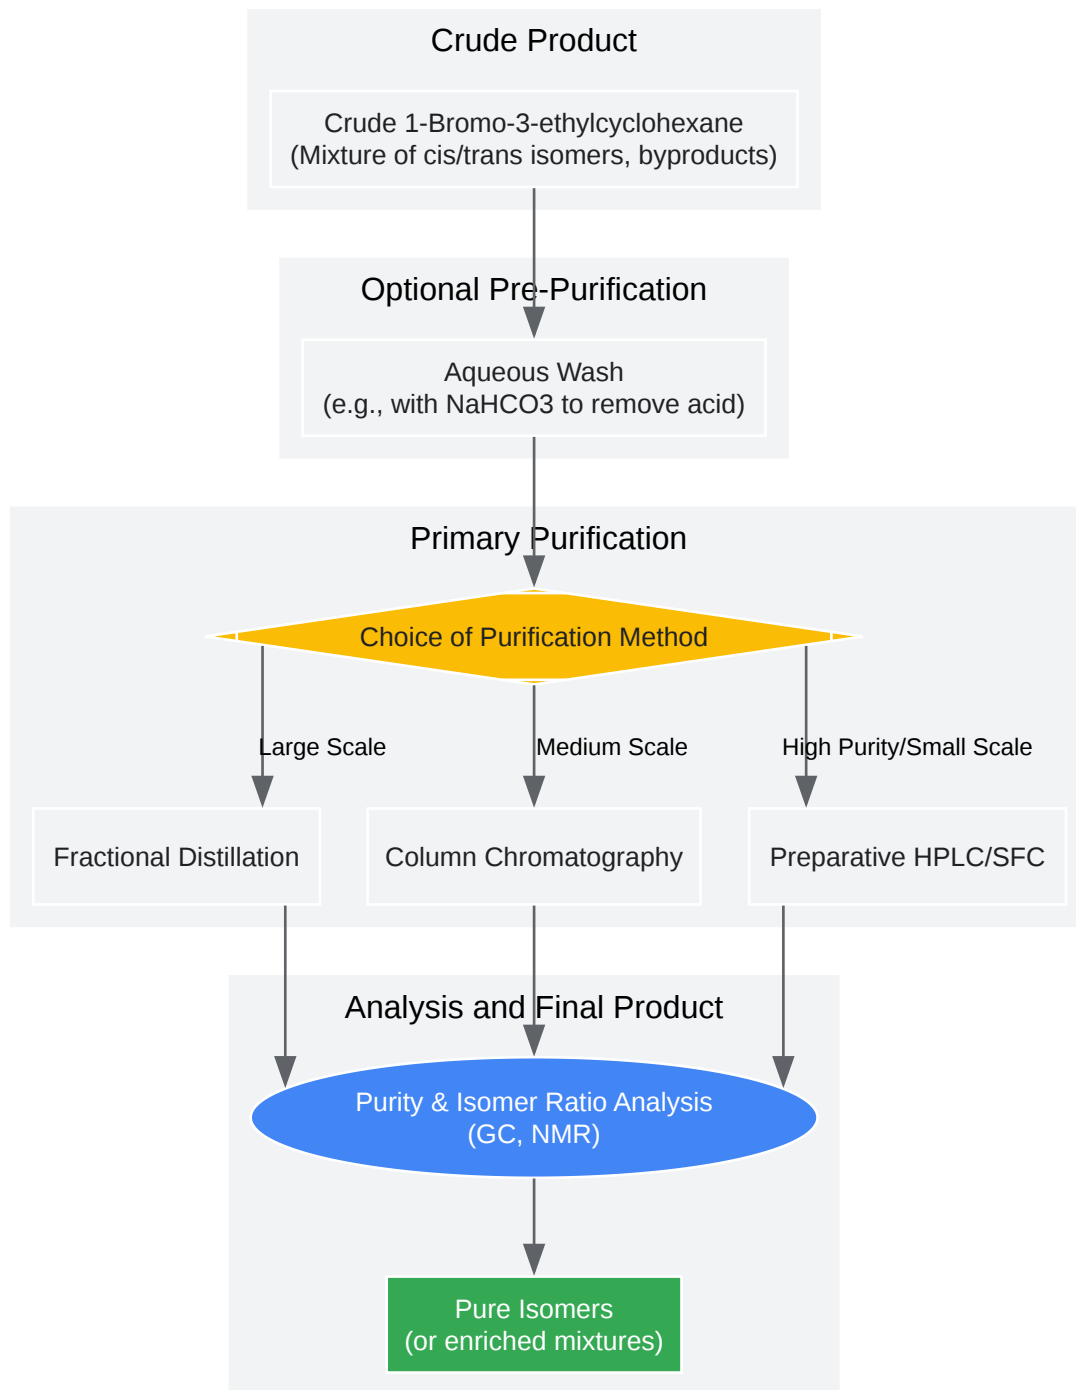 Crude Product
Crude 1-Bromo-3-ethylcyclohexane
(Mixture of cis/trans isomers, byproducts)
Optional Pre-Purification
Aqueous Wash
(e.g., with NaHCO3 to remove acid)
Primary Purification
Choice of Purification Method
Large Scale
Medium Scale
High Purity/Small Scale
Fractional Distillation
Column Chromatography
Preparative HPLC/SFC
Analysis and Final Product
Purity & Isomer Ratio Analysis
(GC, NMR)
Pure Isomers
(or enriched mixtures)